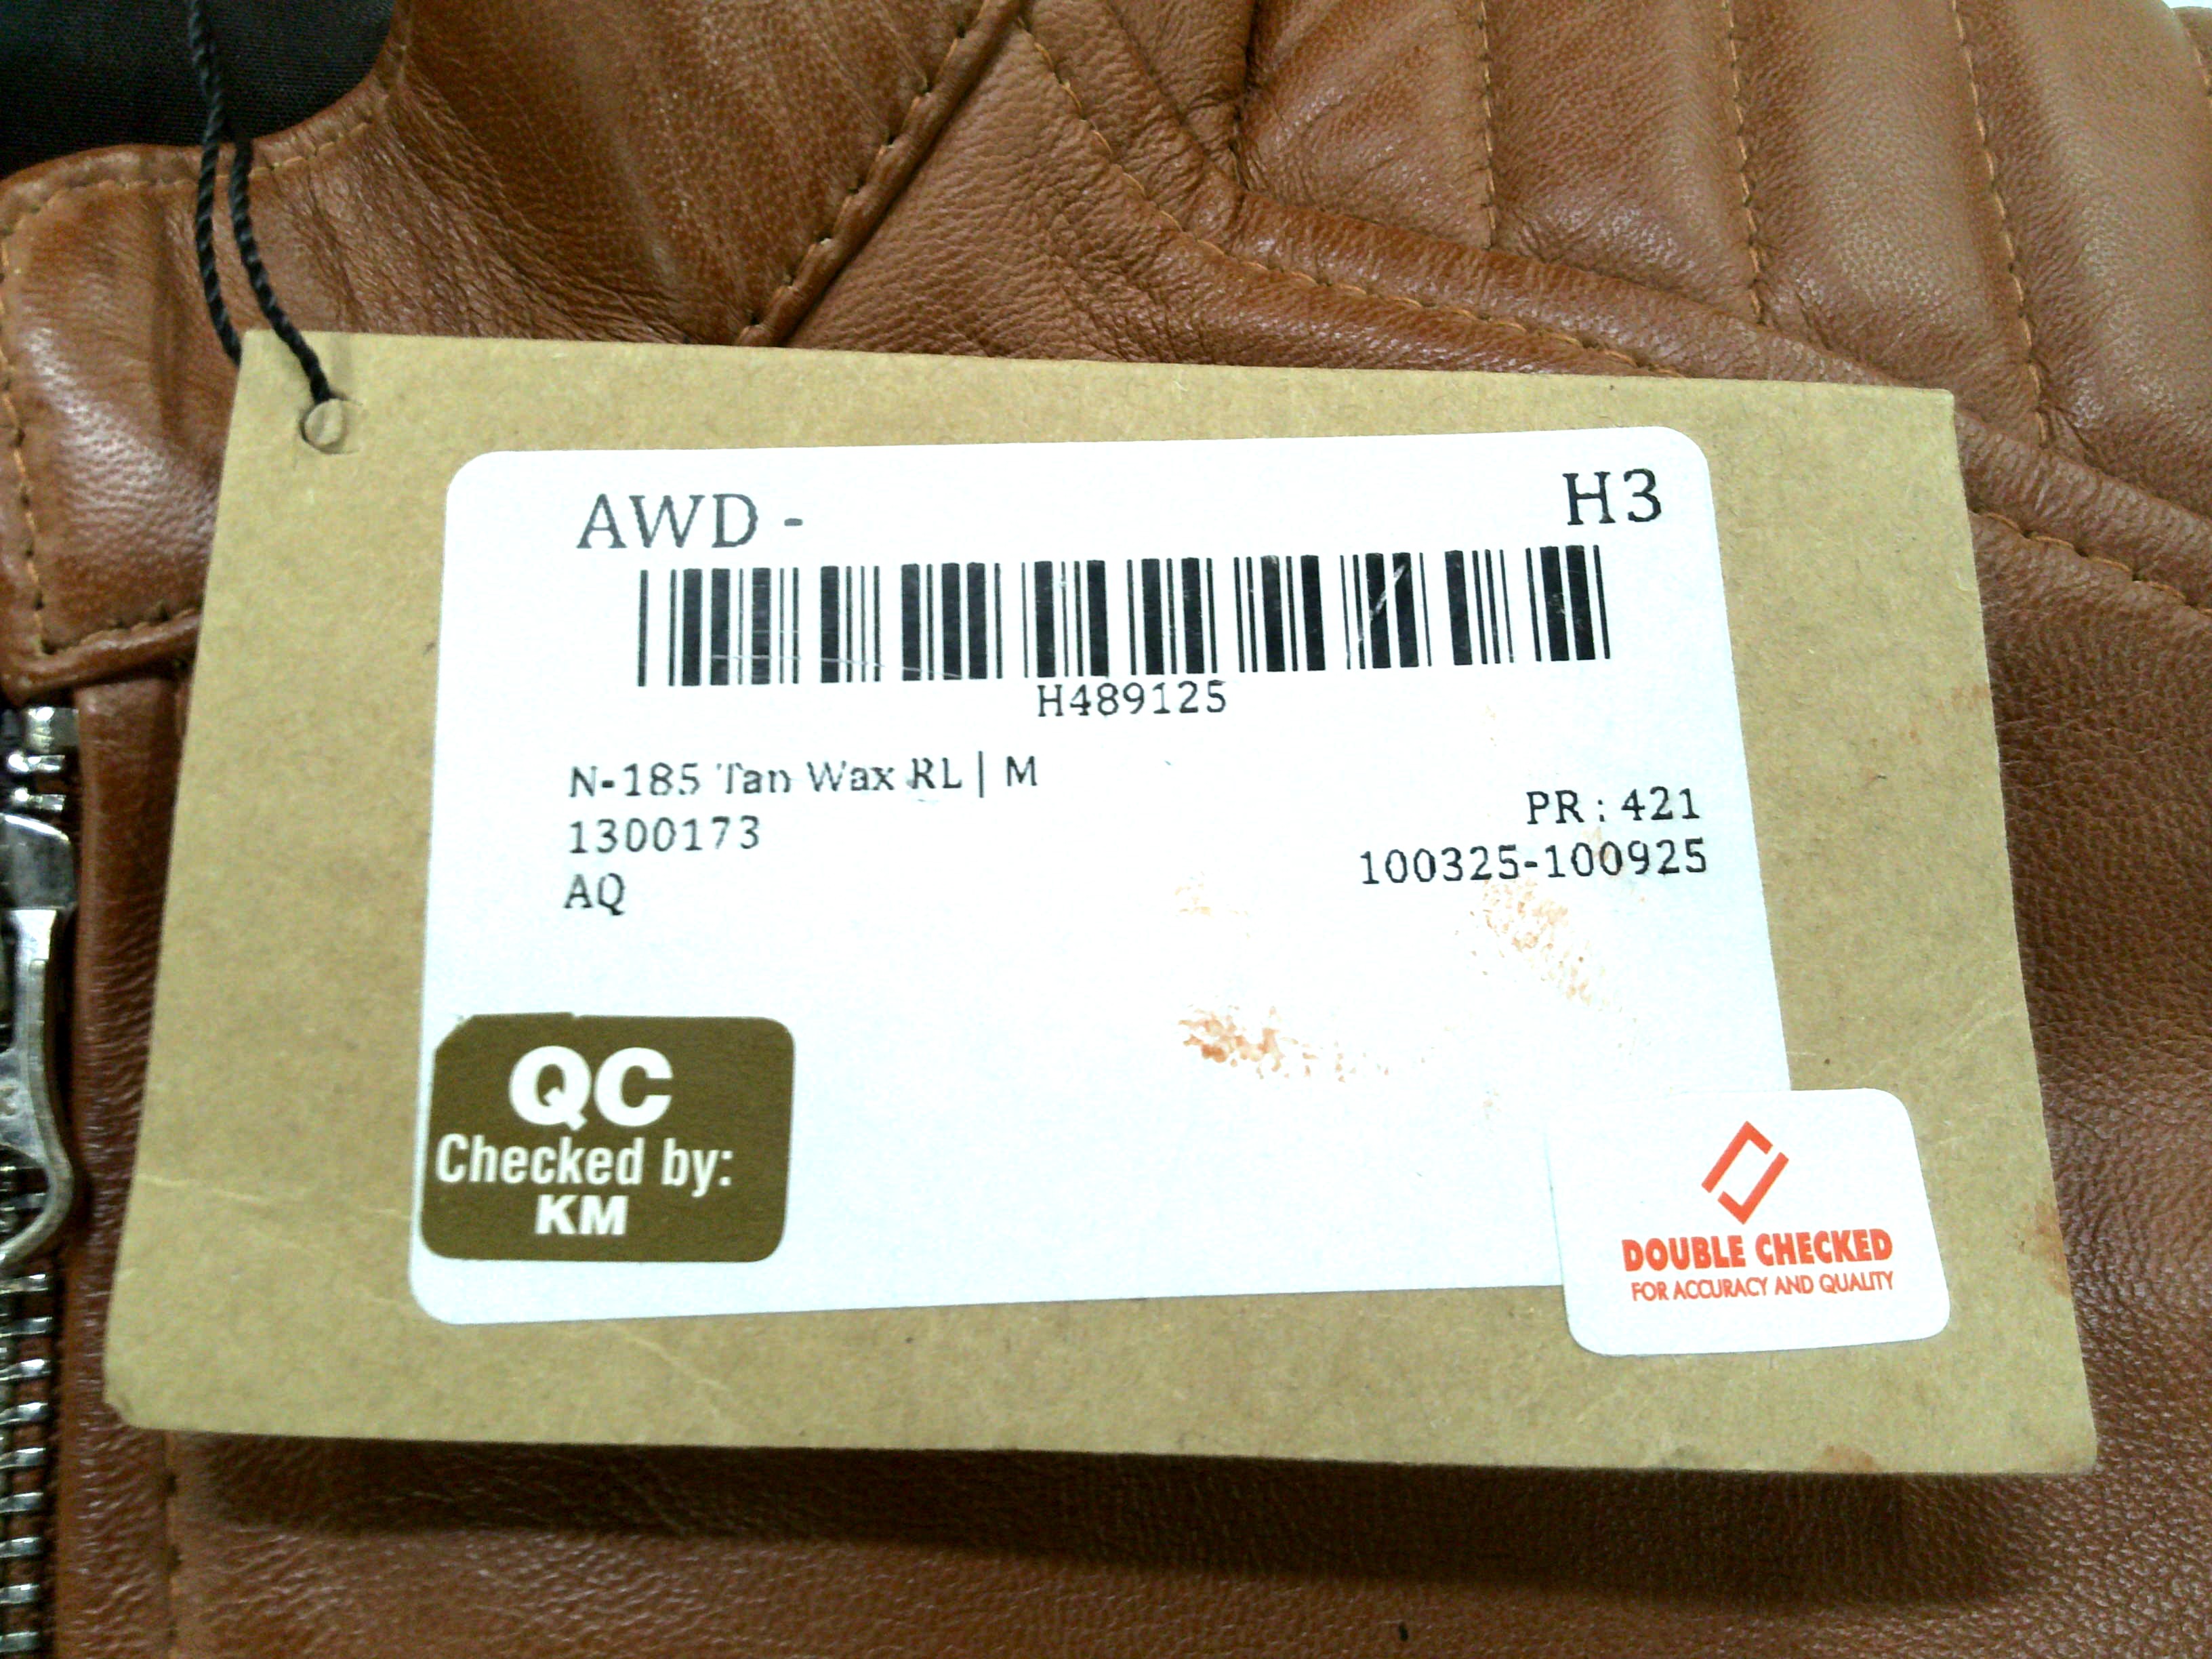 AWD - H3
H489125
N-185 Tan Wax RL | M
1300173
AQ
PR : 421
100325-100925
QC
Checked by:
KM
DOUBLE CHECKED
FOR ACCURACY AND QUALITY